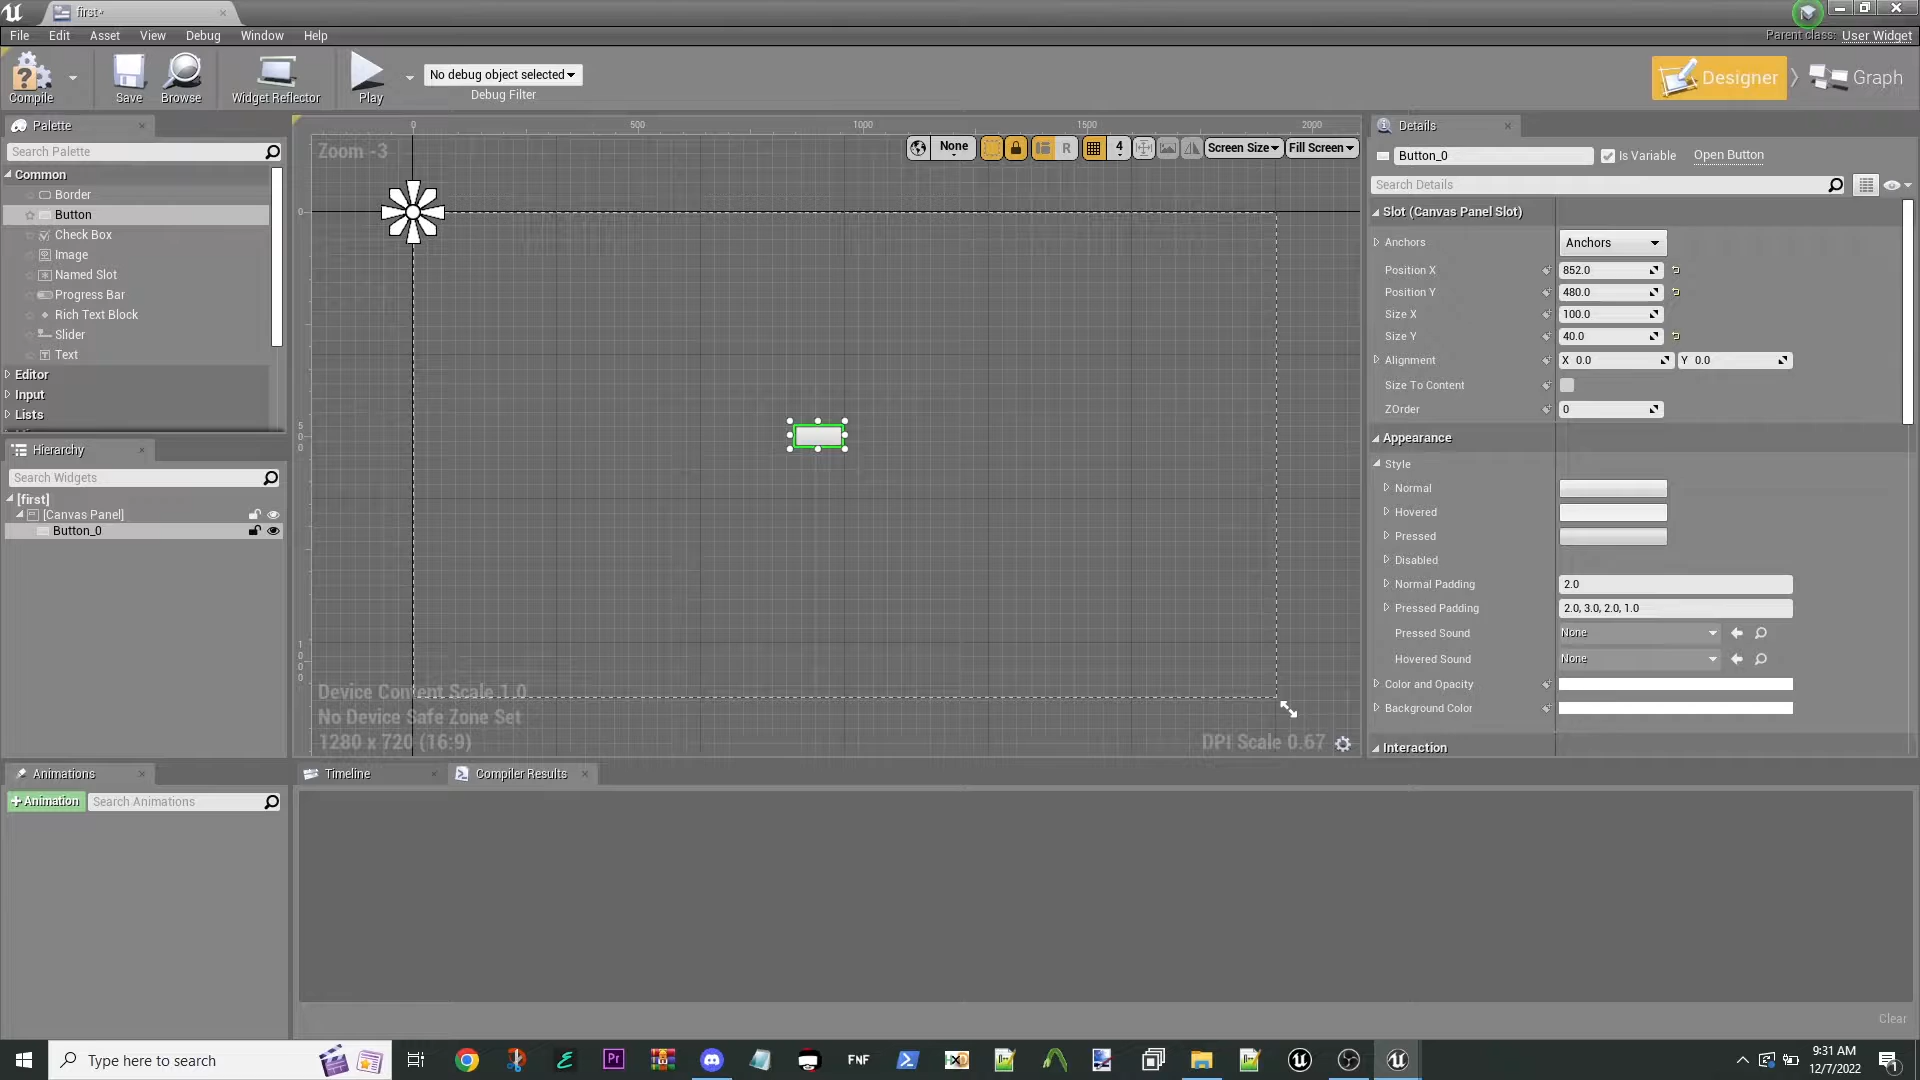 first*
File Edit Asset View Debug Window Help
Parent class: User Widget
Compile
Save
Browse
Widget Reflector
Play
No debug object selected
Debug Filter
Designer
Graph
Palette
Search Palette
Common
Border
Button
Check Box
Image
Named Slot
Progress Bar
Rich Text Block
Slider
Text
Editor
Input
Lists
Hierarchy
Search Widgets
[first]
[Canvas Panel]
Button_0
0 500 1000 1500 2000
Zoom -3
None
R
4
Screen Size
Fill Screen
0
500
1000
Device Content Scale 1.0
No Device Safe Zone Set
1280 x 720 (16:9)
DPI Scale 0.67
Details
Button_0
Is Variable
Open Button
Search Details
Slot (Canvas Panel Slot)
Anchors Anchors
Position X 852.0
Position Y 480.0
Size X 100.0
Size Y 40.0
Alignment X 0.0 Y 0.0
Size To Content
ZOrder 0
Appearance
Style
Normal
Hovered
Pressed
Disabled
Normal Padding 2.0
Pressed Padding 2.0, 3.0, 2.0, 1.0
Pressed Sound None
Hovered Sound None
Color and Opacity
Background Color
Interaction
Animations
+Animation
Search Animations
Timeline
Compiler Results
Clear
Type here to search
Pr
FNF
9:31 AM
12/7/2022
1